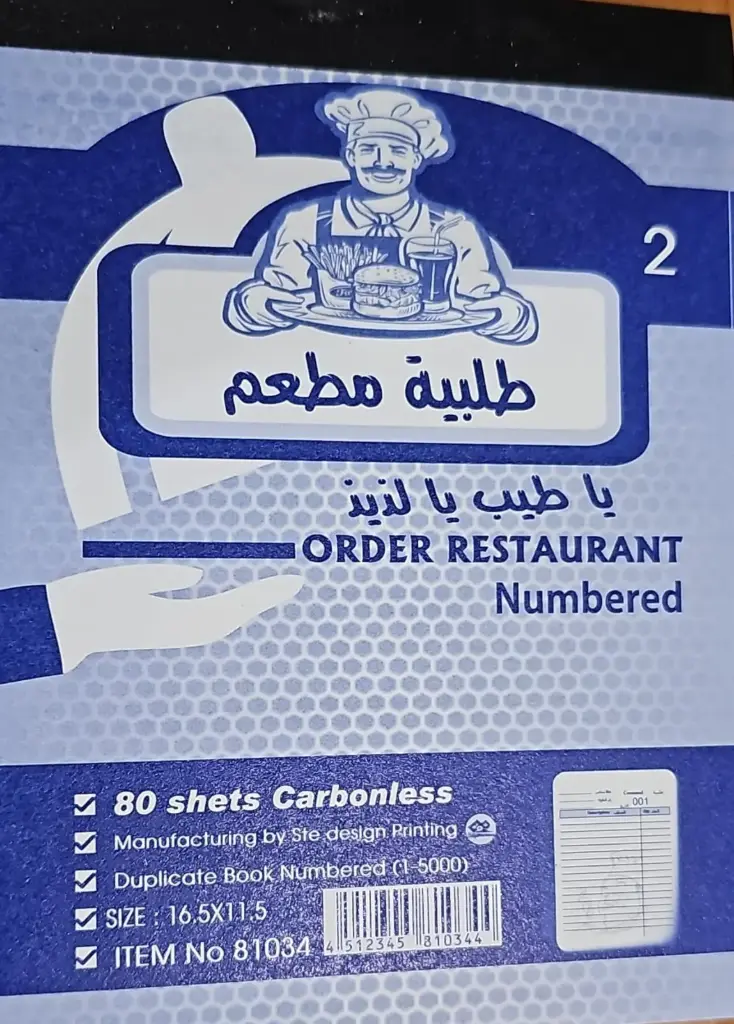 2
طلبية مطعم
يا طيب يا لذيذ
ORDER RESTAURANT
Numbered
80 shets Carbonless
Manufacturing by Ste design Printing
Duplicate Book Numbered (1-5000)
SIZE : 16.5X11.5
ITEM No 81034
4 512345 810344
001